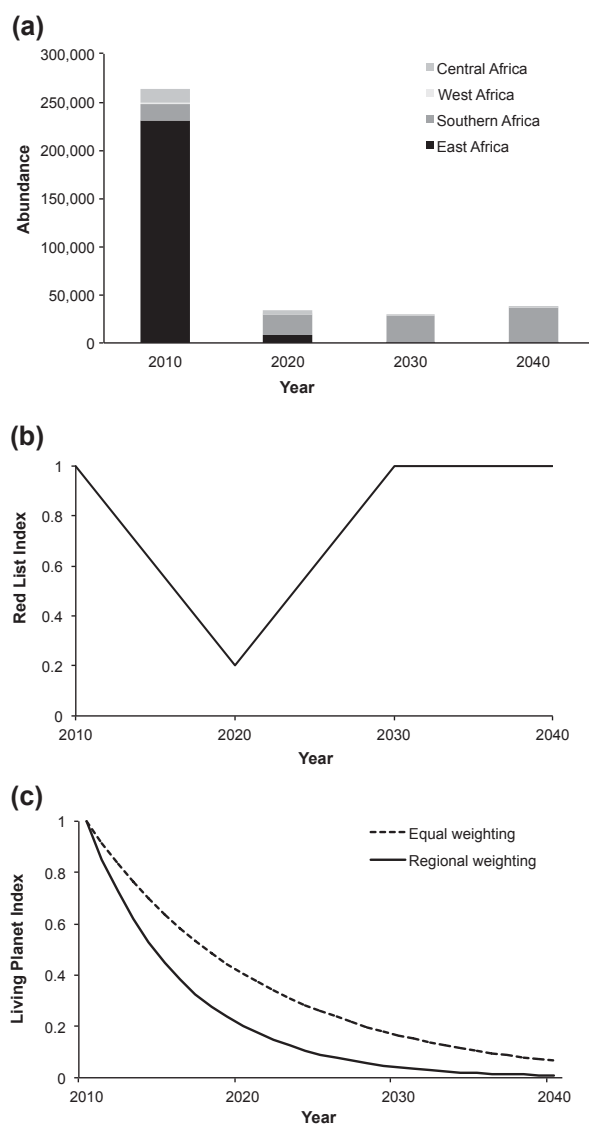 (a)
300,000
250,000
200,000
150,000
100,000
50,000
0
Abundance
Central Africa
West Africa
Southern Africa
East Africa
2010 2020 2030 2040
Year
(b)
1
0.8
0.6
0.4
0.2
0
Red List Index
2010 2020 2030 2040
Year
(c)
1
0.8
0.6
0.4
0.2
0
Living Planet Index
Equal weighting
Regional weighting
2010 2020 2030 2040
Year